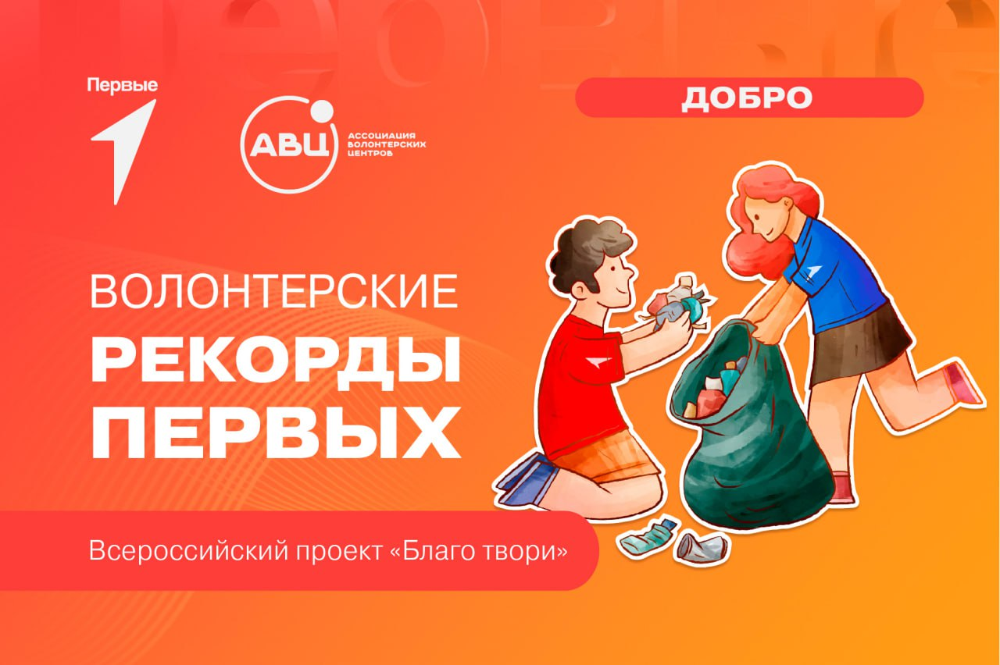 Первые
АВЦ
АССОЦИАЦИЯ
ВОЛОНТЕРСКИХ
ЦЕНТРОВ
ДОБРО
ВОЛОНТЕРСКИЕ
РЕКОРДЫ
ПЕРВЫХ
Всероссийский проект «Благо твори»